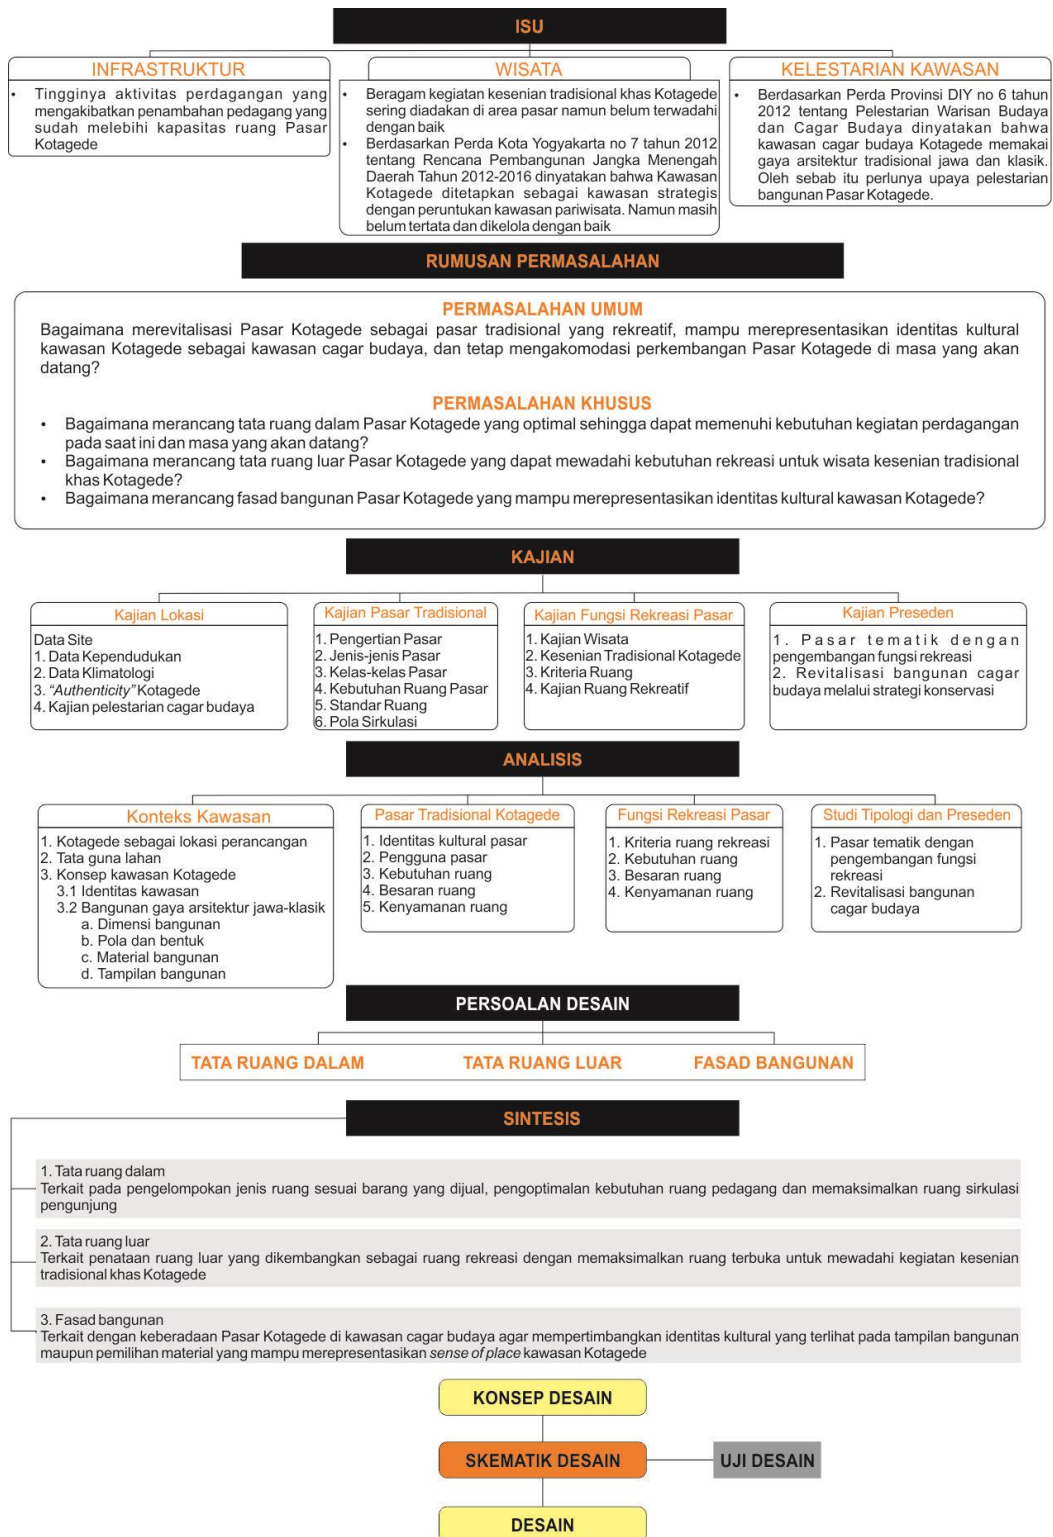 ISU
INFRASTRUKTUR
• Tingginya aktivitas perdagangan yang
mengakibatkan penambahan pedagang yang
sudah melebihi kapasitas ruang Pasar
Kotagede
WISATA
• Beragam kegiatan kesenian tradisional khas Kotagede
sering diadakan di area pasar namun belum terwadahi
dengan baik
• Berdasarkan Perda Kota Yogyakarta no 7 tahun 2012
tentang Rencana Pembangunan Jangka Menengah
Daerah Tahun 2012-2016 dinyatakan bahwa Kawasan
Kotagede ditetapkan sebagai kawasan strategis
dengan peruntukan kawasan pariwisata. Namun masih
belum tertata dan dikelola dengan baik
KELESTARIAN KAWASAN
• Berdasarkan Perda Provinsi DIY no 6 tahun
2012 tentang Pelestarian Warisan Budaya
dan Cagar Budaya dinyatakan bahwa
kawasan cagar budaya Kotagede memakai
gaya arsitektur tradisional jawa dan klasik.
Oleh sebab itu perlunya upaya pelestarian
bangunan Pasar Kotagede.
RUMUSAN PERMASALAHAN
PERMASALAHAN UMUM
Bagaimana merevitalisasi Pasar Kotagede sebagai pasar tradisional yang rekreatif, mampu merepresentasikan identitas kultural
kawasan Kotagede sebagai kawasan cagar budaya, dan tetap mengakomodasi perkembangan Pasar Kotagede di masa yang akan
datang?
PERMASALAHAN KHUSUS
• Bagaimana merancang tata ruang dalam Pasar Kotagede yang optimal sehingga dapat memenuhi kebutuhan kegiatan perdagangan
pada saat ini dan masa yang akan datang?
• Bagaimana merancang tata ruang luar Pasar Kotagede yang dapat mewadahi kebutuhan rekreasi untuk wisata kesenian tradisional
khas Kotagede?
• Bagaimana merancang fasad bangunan Pasar Kotagede yang mampu merepresentasikan identitas kultural kawasan Kotagede?
KAJIAN
Kajian Lokasi
Data Site
1. Data Kependudukan
2. Data Klimatologi
3. "Authenticity" Kotagede
4. Kajian pelestarian cagar budaya
Kajian Pasar Tradisional
1. Pengertian Pasar
2. Jenis-jenis Pasar
3. Kelas-kelas Pasar
4. Kebutuhan Ruang Pasar
5. Standar Ruang
6. Pola Sirkulasi
Kajian Fungsi Rekreasi Pasar
1. Kajian Wisata
2. Kesenian Tradisional Kotagede
3. Kriteria Ruang
4. Kajian Ruang Rekreatif
Kajian Preseden
1. Pasar tematik dengan
pengembangan fungsi rekreasi
2. Revitalisasi bangunan cagar
budaya melalui strategi konservasi
ANALISIS
Konteks Kawasan
1. Kotagede sebagai lokasi perancangan
2. Tata guna lahan
3. Konsep kawasan Kotagede
3.1 Identitas kawasan
3.2 Bangunan gaya arsitektur jawa-klasik
a. Dimensi bangunan
b. Pola dan bentuk
c. Material bangunan
d. Tampilan bangunan
Pasar Tradisional Kotagede
1. Identitas kultural pasar
2. Pengguna pasar
3. Kebutuhan ruang
4. Besaran ruang
5. Kenyamanan ruang
Fungsi Rekreasi Pasar
1. Kriteria ruang rekreasi
2. Kebutuhan ruang
3. Besaran ruang
4. Kenyamanan ruang
Studi Tipologi dan Preseden
1. Pasar tematik dengan
pengembangan fungsi
rekreasi
2. Revitalisasi bangunan
cagar budaya
PERSOALAN DESAIN
TATA RUANG DALAM
TATA RUANG LUAR
FASAD BANGUNAN
SINTESIS
1. Tata ruang dalam
Terkait pada pengelompokan jenis ruang sesuai barang yang dijual, pengoptimalan kebutuhan ruang pedagang dan memaksimalkan ruang sirkulasi
pengunjung
2. Tata ruang luar
Terkait penataan ruang luar yang dikembangkan sebagai ruang rekreasi dengan memaksimalkan ruang terbuka untuk mewadahi kegiatan kesenian
tradisional khas Kotagede
3. Fasad bangunan
Terkait dengan keberadaan Pasar Kotagede di kawasan cagar budaya agar mempertimbangkan identitas kultural yang terlihat pada tampilan bangunan
maupun pemilihan material yang mampu merepresentasikan sense of place kawasan Kotagede
KONSEP DESAIN
SKEMATIK DESAIN
UJI DESAIN
DESAIN